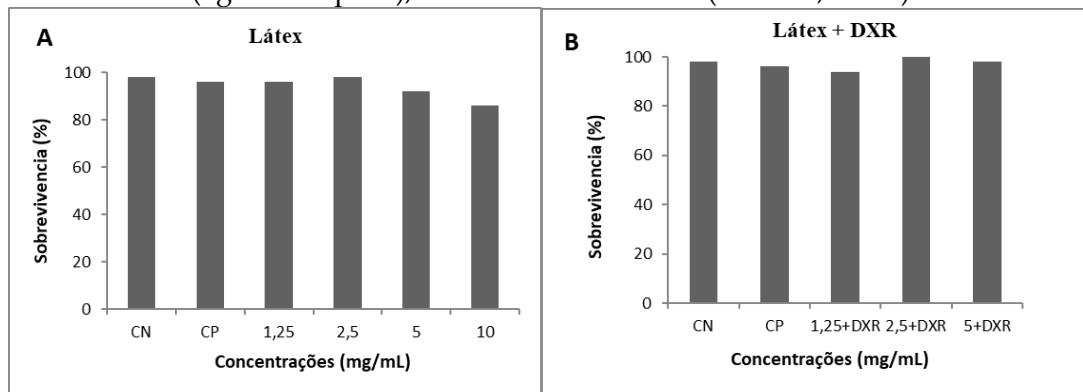 A
Látex
100
80
60
40
20
0
Sobrevivencia (%)
CN CP 1,25 2,5 5 10
Concentrações (mg/mL)
B
Látex + DXR
100
80
60
40
20
0
Sobrevivencia (%)
CN CP 1,25+DXR 2,5+DXR 5+DXR
Concentrações (mg/mL)